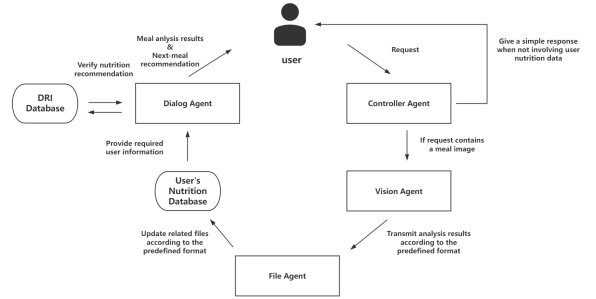 Meal anlysis results
&
Next-meal
recommendation
user
Request
Give a simple response
when not involving user
nutrition data
Verify nutrition
recommendation
DRI
Database
Dialog Agent
Controller Agent
Provide required
user information
If request contains
a meal image
User's
Nutrition
Database
Vision Agent
Update related files
according to the
predefined format
Transmit analysis results
according to the
predefined format
File Agent